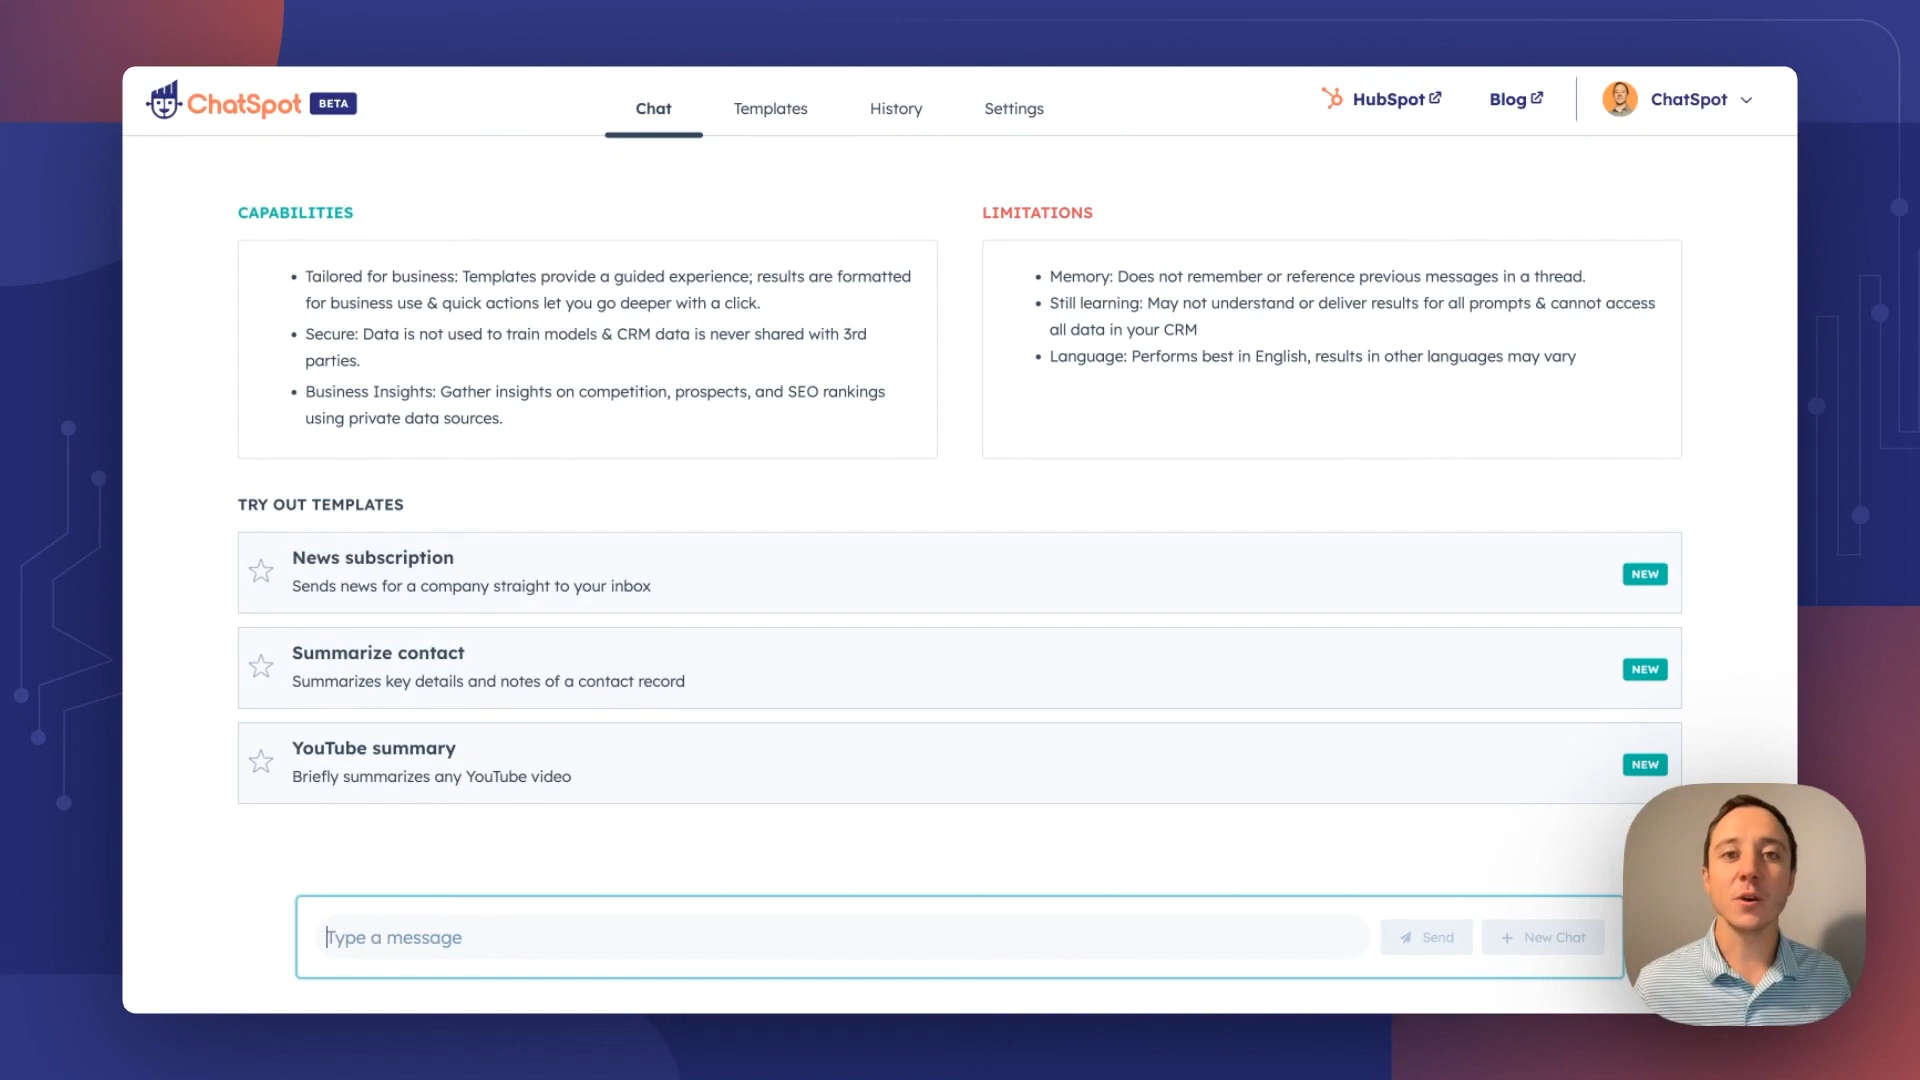 ChatSpot BETA
Chat
Templates
History
Settings
HubSpot
Blog
ChatSpot
CAPABILITIES
• Tailored for business: Templates provide a guided experience; results are formatted
for business use & quick actions let you go deeper with a click.
• Secure: Data is not used to train models & CRM data is never shared with 3rd
parties.
• Business Insights: Gather insights on competition, prospects, and SEO rankings
using private data sources.
LIMITATIONS
• Memory: Does not remember or reference previous messages in a thread.
• Still learning: May not understand or deliver results for all prompts & cannot access
all data in your CRM
• Language: Performs best in English, results in other languages may vary
TRY OUT TEMPLATES
News subscription
Sends news for a company straight to your inbox
NEW
Summarize contact
Summarizes key details and notes of a contact record
NEW
YouTube summary
Briefly summarizes any YouTube video
NEW
Type a message
Send
+ New Chat